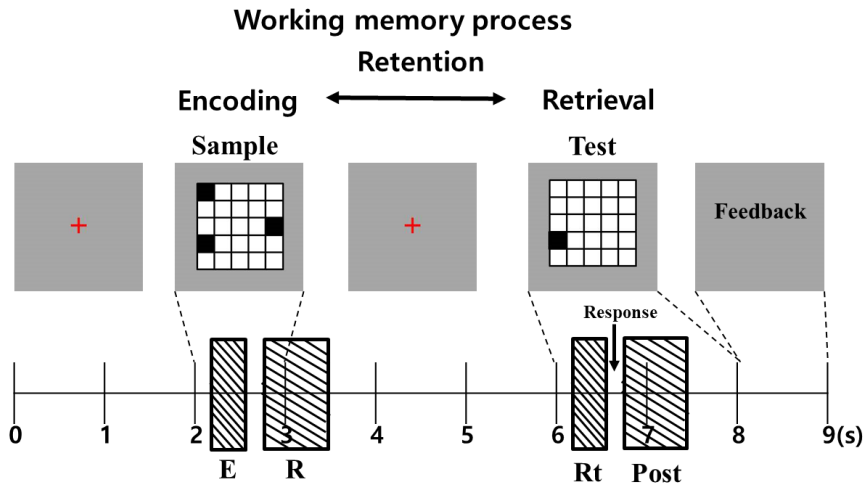 Working memory process
Retention
Encoding
Retrieval
Sample
Test
Feedback
Response
0 1 2 3 4 5 6 7 8 9(s)
E R Rt Post